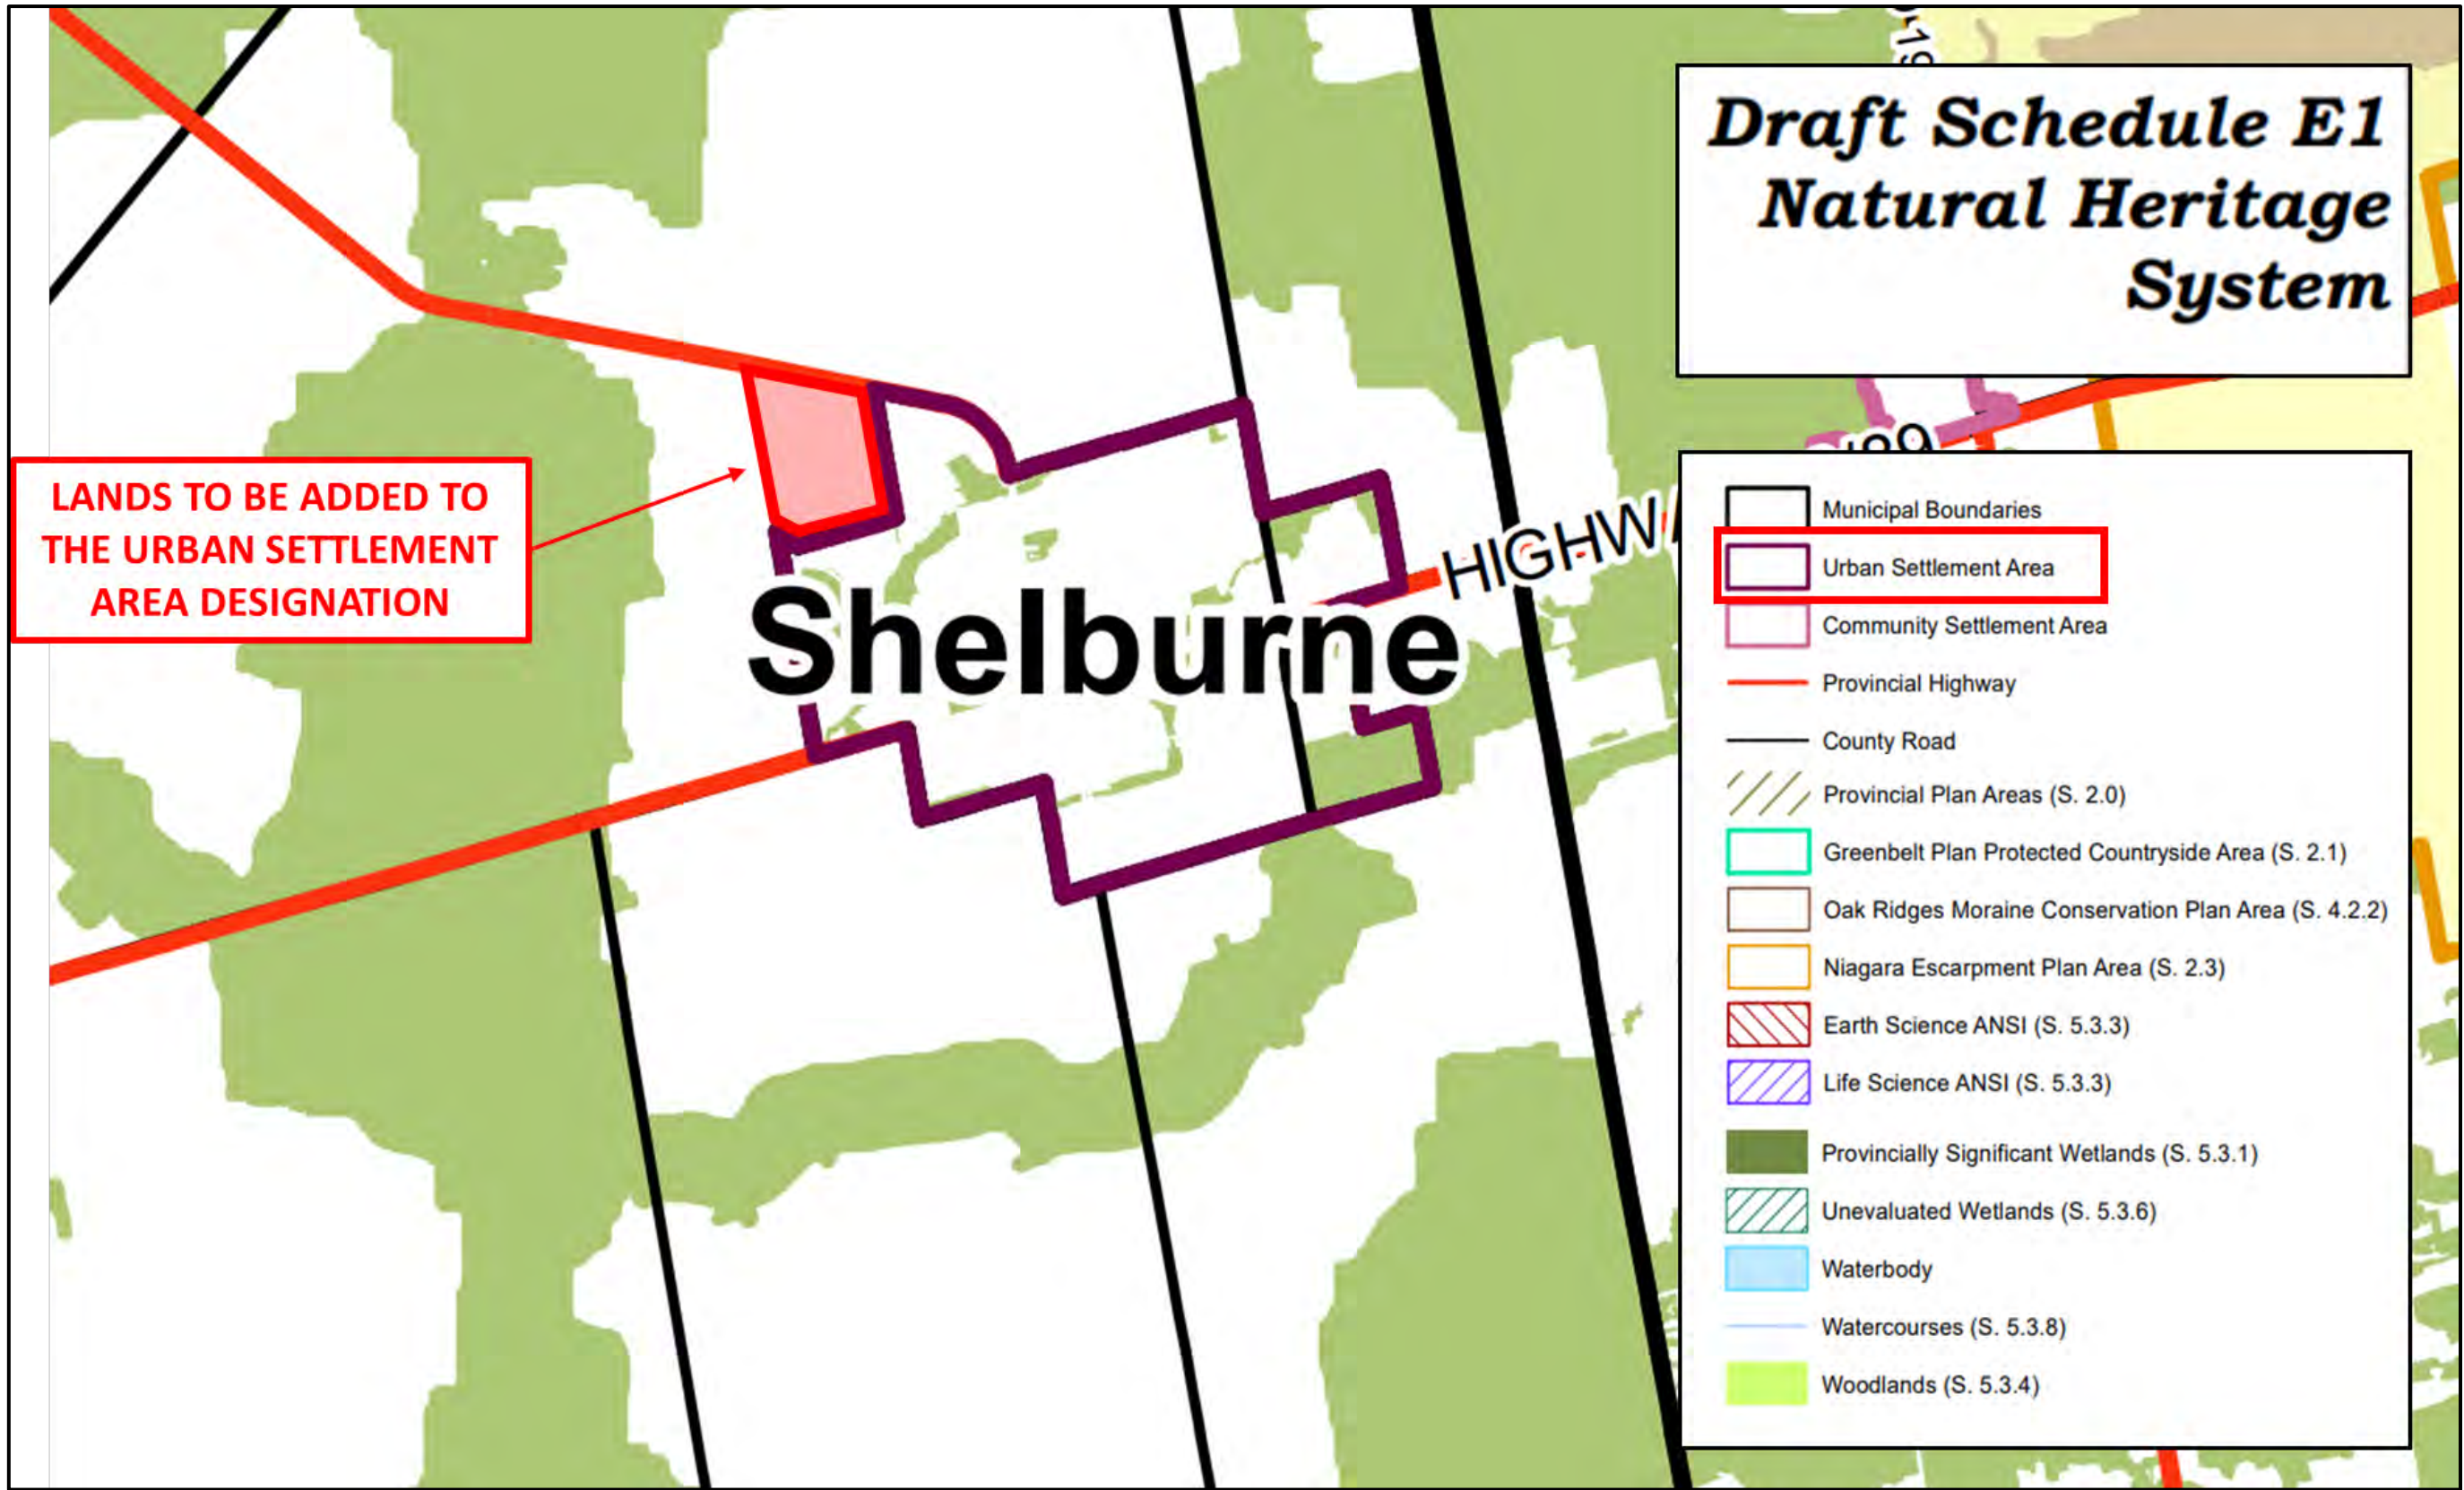 19
Draft Schedule E1
Natural Heritage
System
LANDS TO BE ADDED TO
THE URBAN SETTLEMENT
AREA DESIGNATION
Shelburne
Municipal Boundaries
Urban Settlement Area
Community Settlement Area
Provincial Highway
County Road
Provincial Plan Areas (S. 2.0)
Greenbelt Plan Protected Countryside Area (S. 2.1)
Oak Ridges Moraine Conservation Plan Area (S. 4.2.2)
Niagara Escarpment Plan Area (S. 2.3)
Earth Science ANSI (S. 5.3.3)
Life Science ANSI (S. 5.3.3)
Provincially Significant Wetlands (S. 5.3.1)
Unevaluated Wetlands (S. 5.3.6)
Waterbody
Watercourses (S. 5.3.8)
Woodlands (S. 5.3.4)